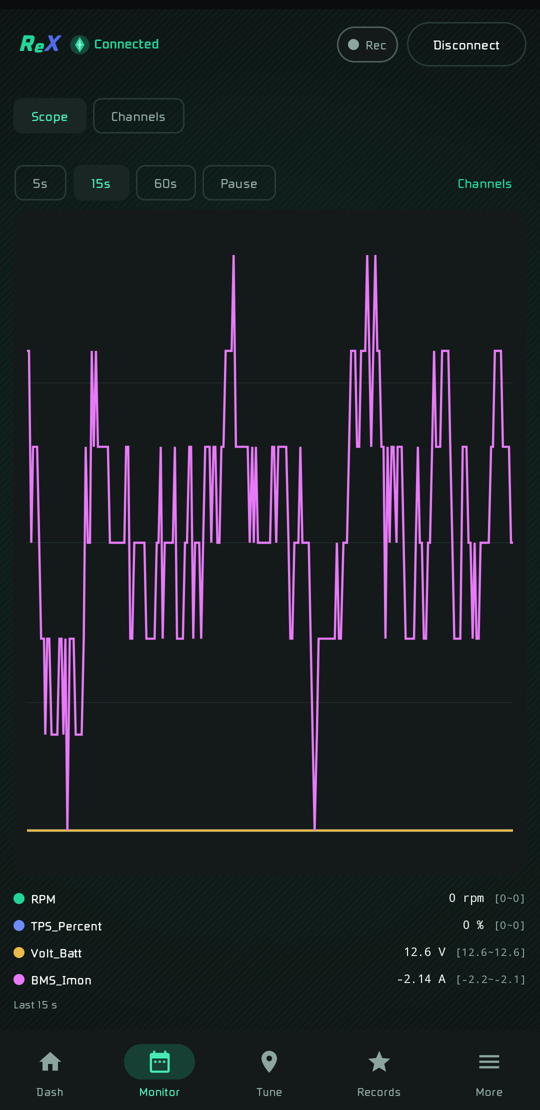 ReX Connected Rec Disconnect
Scope Channels
5s 15s 60s Pause Channels
RPM 0 rpm [0~0]
TPS_Percent 0 % [0~0]
Volt_Batt 12.6 V [12.6~12.6]
BMS_Imon -2.14 A [-2.2~-2.1]
Last 15 s
Dash Monitor Tune Records More